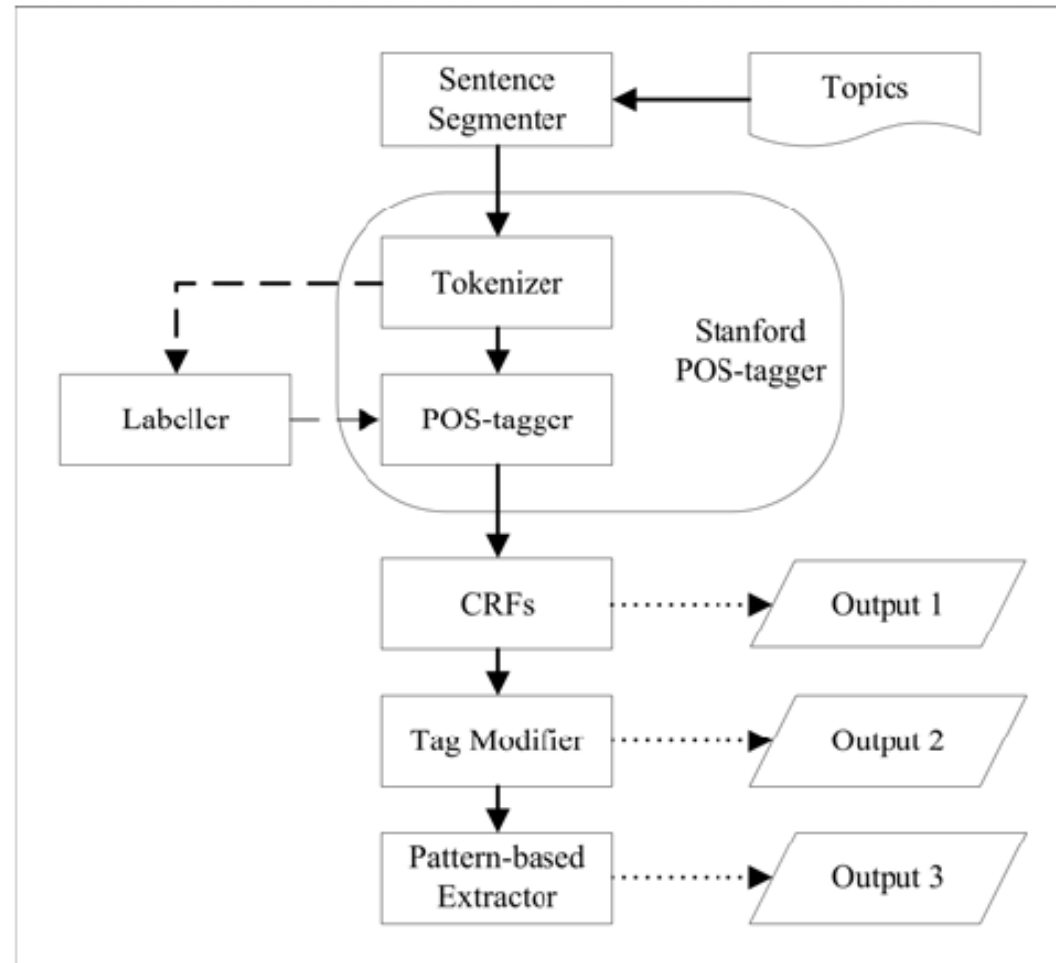 Sentence
Segmenter
Topics
Tokenizer
Stanford
POS-tagger
Labeller
POS-tagger
CRFs
Output 1
Tag Modifier
Output 2
Pattern-based
Extractor
Output 3